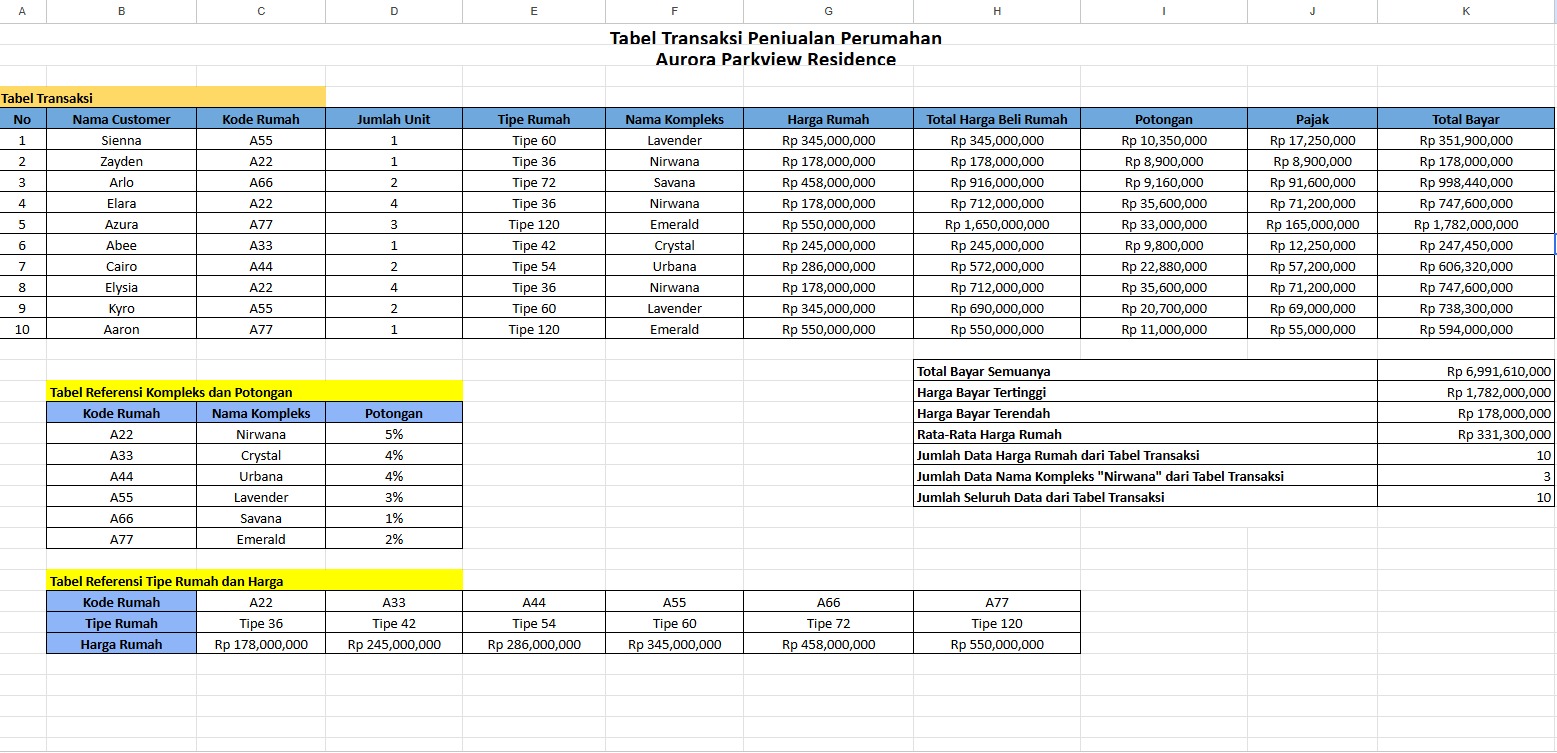 A B C D E F G H I J K
Tabel Transaksi Penjualan Perumahan
Aurora Parkview Residence
Tabel Transaksi
No Nama Customer Kode Rumah Jumlah Unit Tipe Rumah Nama Kompleks Harga Rumah Total Harga Beli Rumah Potongan Pajak Total Bayar
1 Sienna A55 1 Tipe 60 Lavender Rp 345,000,000 Rp 345,000,000 Rp 10,350,000 Rp 17,250,000 Rp 351,900,000
2 Zayden A22 1 Tipe 36 Nirwana Rp 178,000,000 Rp 178,000,000 Rp 8,900,000 Rp 8,900,000 Rp 178,000,000
3 Arlo A66 2 Tipe 72 Savana Rp 458,000,000 Rp 916,000,000 Rp 9,160,000 Rp 91,600,000 Rp 998,440,000
4 Elara A22 4 Tipe 36 Nirwana Rp 178,000,000 Rp 712,000,000 Rp 35,600,000 Rp 71,200,000 Rp 747,600,000
5 Azura A77 3 Tipe 120 Emerald Rp 550,000,000 Rp 1,650,000,000 Rp 33,000,000 Rp 165,000,000 Rp 1,782,000,000
6 Abee A33 1 Tipe 42 Crystal Rp 245,000,000 Rp 245,000,000 Rp 9,800,000 Rp 12,250,000 Rp 247,450,000
7 Cairo A44 2 Tipe 54 Urbana Rp 286,000,000 Rp 572,000,000 Rp 22,880,000 Rp 57,200,000 Rp 606,320,000
8 Elysia A22 4 Tipe 36 Nirwana Rp 178,000,000 Rp 712,000,000 Rp 35,600,000 Rp 71,200,000 Rp 747,600,000
9 Kyro A55 2 Tipe 60 Lavender Rp 345,000,000 Rp 690,000,000 Rp 20,700,000 Rp 69,000,000 Rp 738,300,000
10 Aaron A77 1 Tipe 120 Emerald Rp 550,000,000 Rp 550,000,000 Rp 11,000,000 Rp 55,000,000 Rp 594,000,000
Total Bayar Semuanya Rp 6,991,610,000
Harga Bayar Tertinggi Rp 1,782,000,000
Harga Bayar Terendah Rp 178,000,000
Rata-Rata Harga Rumah Rp 331,300,000
Jumlah Data Harga Rumah dari Tabel Transaksi 10
Jumlah Data Nama Kompleks "Nirwana" dari Tabel Transaksi 3
Jumlah Seluruh Data dari Tabel Transaksi 10
Tabel Referensi Kompleks dan Potongan
Kode Rumah Nama Kompleks Potongan
A22 Nirwana 5%
A33 Crystal 4%
A44 Urbana 4%
A55 Lavender 3%
A66 Savana 1%
A77 Emerald 2%
Tabel Referensi Tipe Rumah dan Harga
Kode Rumah A22 A33 A44 A55 A66 A77
Tipe Rumah Tipe 36 Tipe 42 Tipe 54 Tipe 60 Tipe 72 Tipe 120
Harga Rumah Rp 178,000,000 Rp 245,000,000 Rp 286,000,000 Rp 345,000,000 Rp 458,000,000 Rp 550,000,000